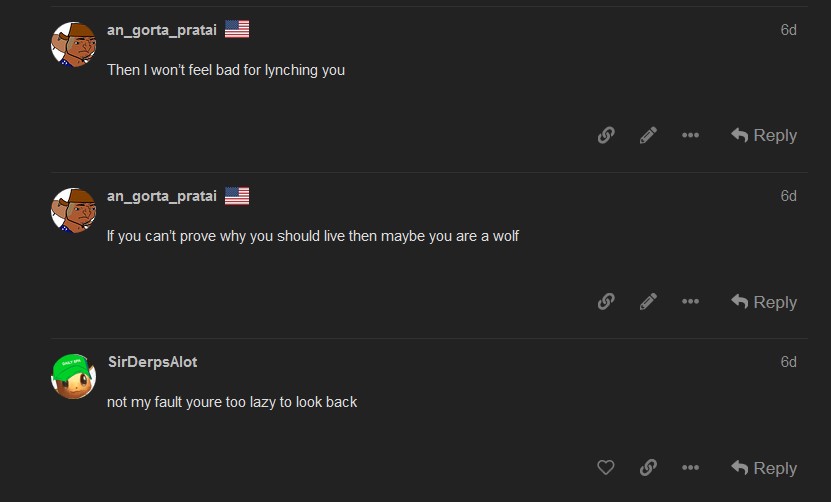 an_gorta_pratai
6d
Then I won't feel bad for lynching you
Reply
an_gorta_pratai
6d
If you can't prove why you should live then maybe you are a wolf
Reply
SirDerpsAlot
6d
not my fault youre too lazy to look back
Reply